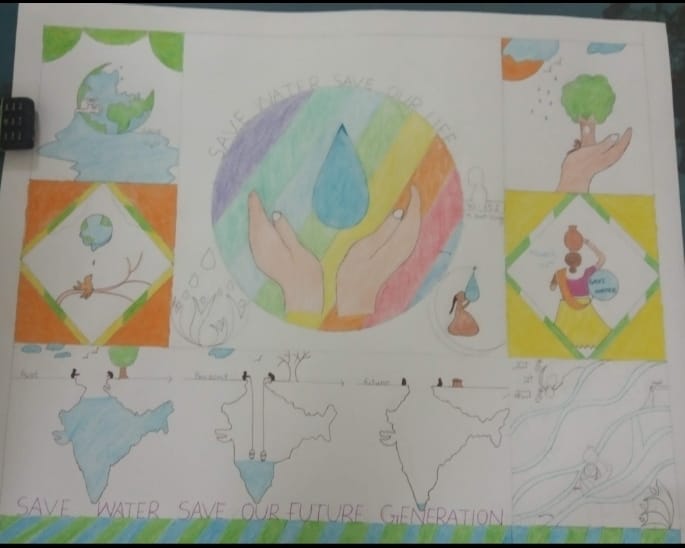 SAVE WATER SAVE OUR LIFE
SAVE
WATER
Past
Present
Future
SAVE WATER SAVE OUR FUTURE GENERATION